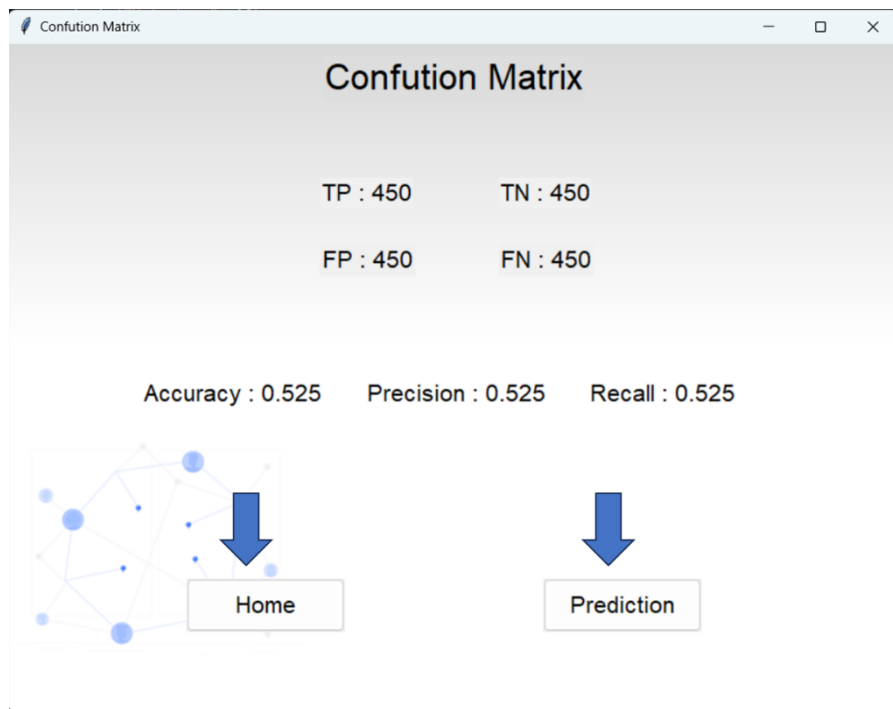 Confution Matrix
Confution Matrix
TP : 450 TN : 450
FP : 450 FN : 450
Accuracy : 0.525 Precision : 0.525 Recall : 0.525
Home Prediction